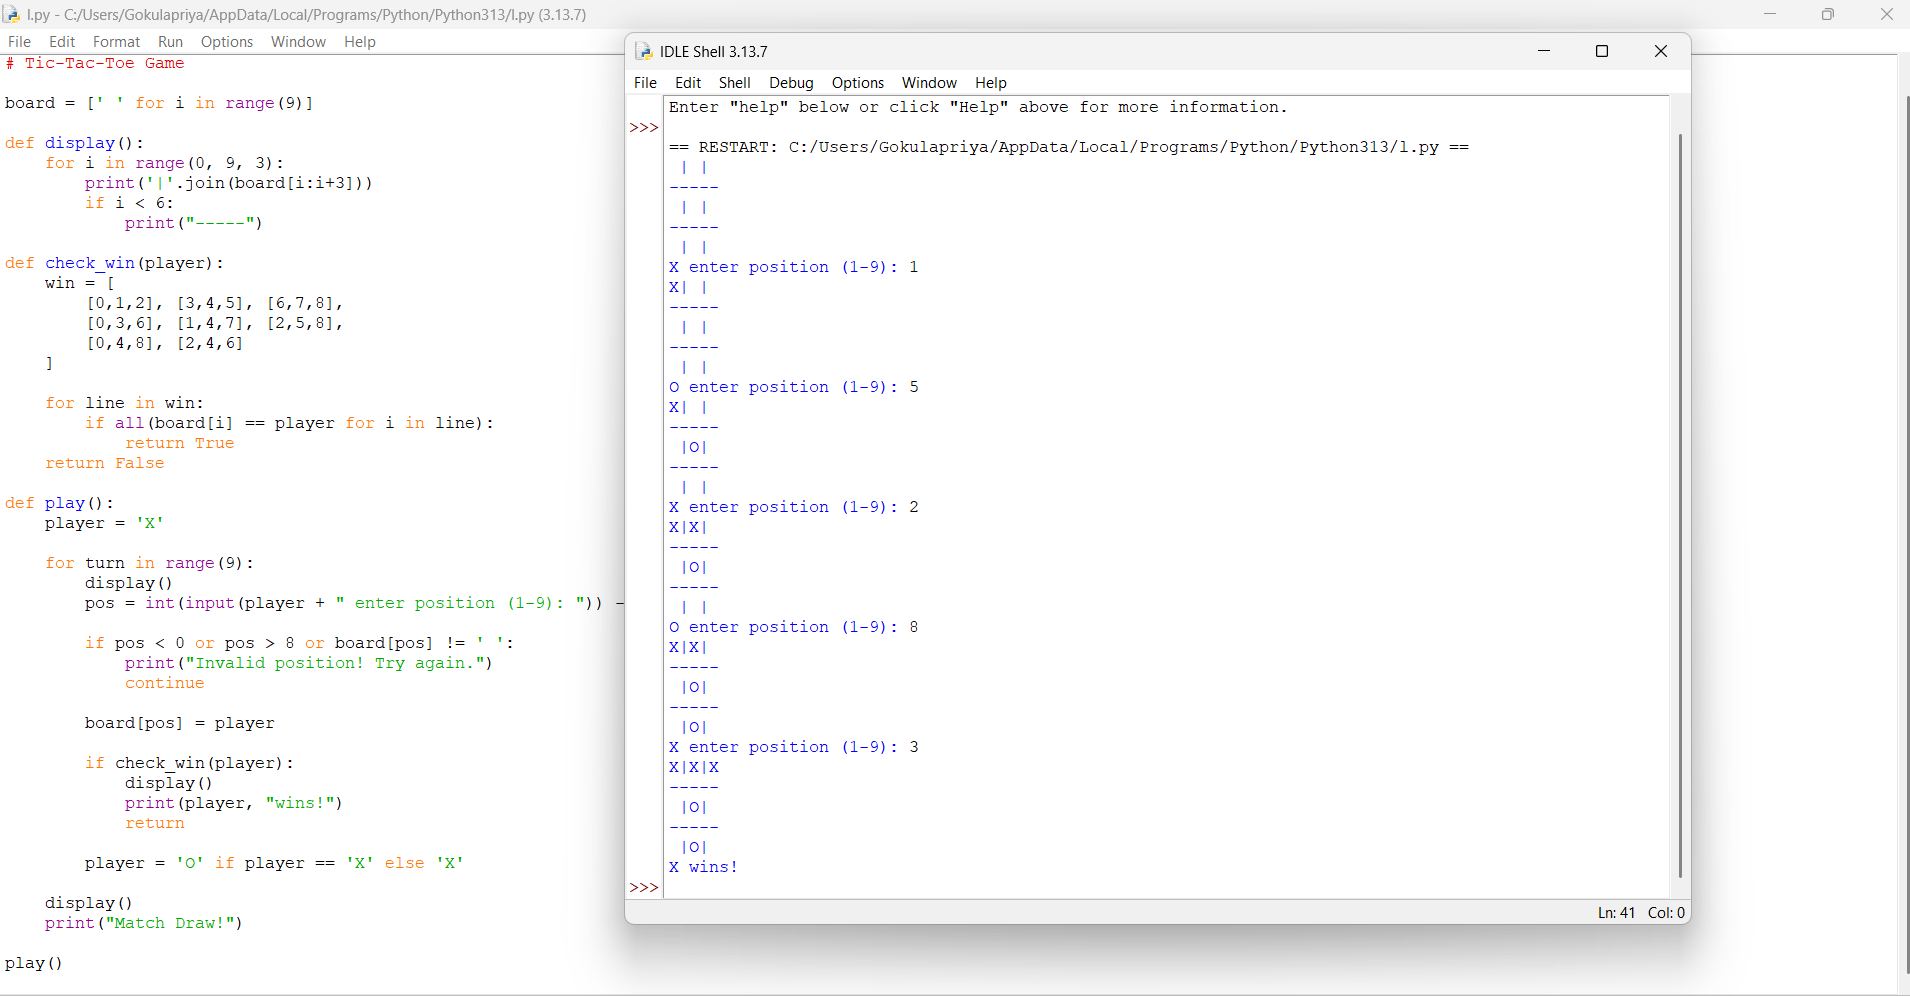 l.py - C:/Users/Gokulapriya/AppData/Local/Programs/Python/Python313/l.py (3.13.7)
File Edit Format Run Options Window Help
# Tic-Tac-Toe Game

board = [' ' for i in range(9)]

def display():
    for i in range(0, 9, 3):
        print('|'.join(board[i:i+3]))
        if i < 6:
            print("-----")

def check_win(player):
    win = [
        [0,1,2], [3,4,5], [6,7,8],
        [0,3,6], [1,4,7], [2,5,8],
        [0,4,8], [2,4,6]
    ]

    for line in win:
        if all(board[i] == player for i in line):
            return True
    return False

def play():
    player = 'X'

    for turn in range(9):
        display()
        pos = int(input(player + " enter position (1-9): ")) -

        if pos < 0 or pos > 8 or board[pos] != ' ':
            print("Invalid position! Try again.")
            continue

        board[pos] = player

        if check_win(player):
            display()
            print(player, "wins!")
            return

        player = 'O' if player == 'X' else 'X'

    display()
    print("Match Draw!")

play()
IDLE Shell 3.13.7
File Edit Shell Debug Options Window Help
Enter "help" below or click "Help" above for more information.
>>>
== RESTART: C:/Users/Gokulapriya/AppData/Local/Programs/Python/Python313/l.py ==
 | |
-----
 | |
-----
 | |
X enter position (1-9): 1
X| |
-----
 | |
-----
 | |
O enter position (1-9): 5
X| |
-----
 |O|
-----
 | |
X enter position (1-9): 2
X|X|
-----
 |O|
-----
 | |
O enter position (1-9): 8
X|X|
-----
 |O|
-----
 |O|
X enter position (1-9): 3
X|X|X
-----
 |O|
-----
 |O|
X wins!
>>>
Ln: 41 Col: 0